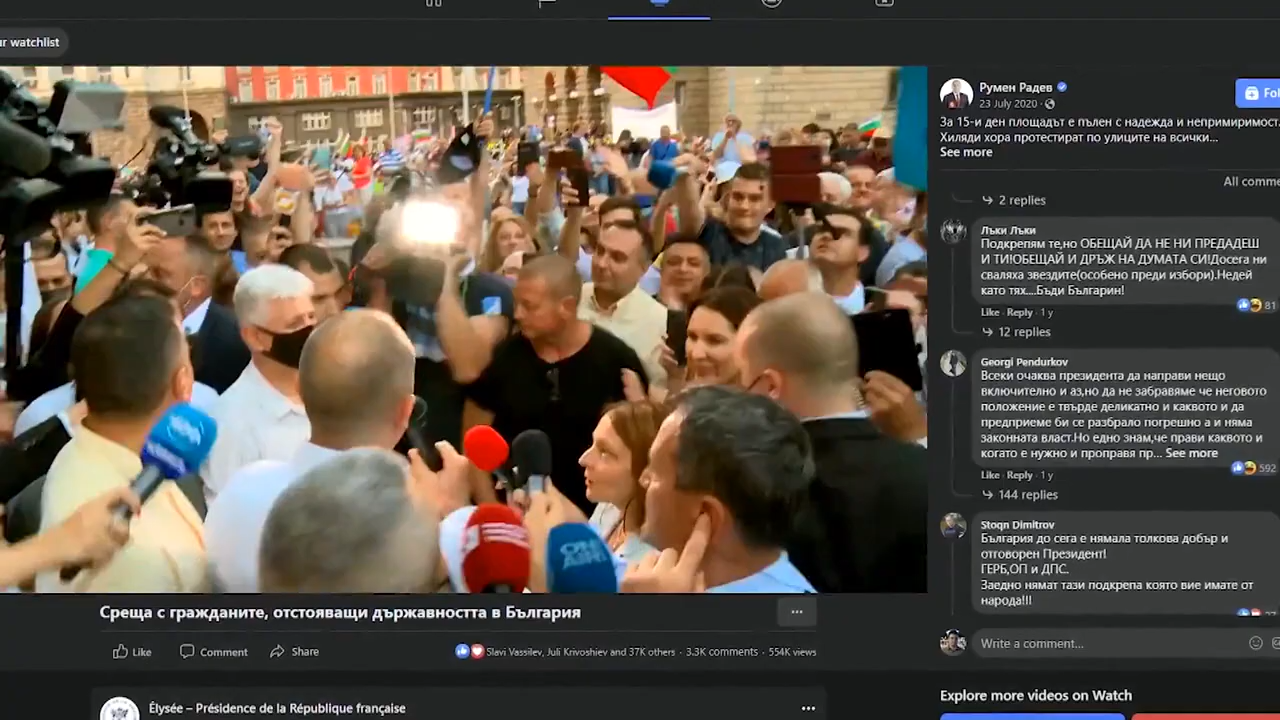 ur watchlist
Румен Радев
23 July 2020
Fol
За 15-и ден площадът е пълен с надежда и непримиримост.
Хиляди хора протестират по улиците на всички...
See more
All comme
2 replies
Лъки Лъки
Подкрепям те,но ОБЕЩАЙ ДА НЕ НИ ПРЕДАДЕШ
И ТИ!ОБЕЩАЙ И ДРЪЖ НА ДУМАТА СИ!Досега ни
сваляха звездите(особено преди избори).Недей
като тях....Бъди Българин!
81
Like · Reply · 1 y
12 replies
Georgi Pendurkov
Всеки очаква президента да направи нещо
включително и аз,но да не забравяме че неговото
положение е твърде деликатно и каквото и да
предприеме би се разбрало погрешно а и няма
законната власт.Но едно знам,че прави каквото и
когато е нужно и проправя пр... See more
592
Like · Reply · 1 y
144 replies
Stoqn Dimitrov
България до сега е нямала толкова добър и
отговорен Президент!
ГЕРБ,ОП и ДПС.
Заедно нямат тази подкрепа която вие имате от
народа!!!
Write a comment...
Explore more videos on Watch
NOVA
ON AIR
Среща с гражданите, отстояващи държавността в България
Like Comment Share
Slavi Vassilev, Juli Krivoshiev and 37K others · 3.3K comments · 554K views
Élysée – Présidence de la République française